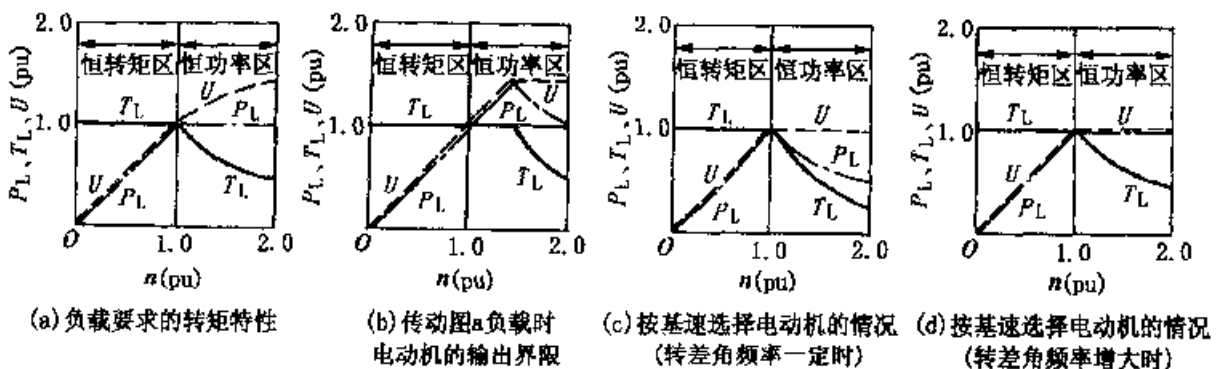 2.0
恒转矩区 恒功率区
U
T_L
P_L
1.0
P_L、T_L、U(pu)
U
P_L
T_L
O
1.0
2.0
n(pu)
(a)负载要求的转矩特性
2.0
恒转矩区 恒功率区
U
T_L
P_L
1.0
P_L、T_L、U(pu)
U
P_L
T_L
O
1.0
2.0
n(pu)
(b)传动图a负载时
电动机的输出界限
2.0
恒转矩区 恒功率区
T_L
U
1.0
P_L、T_L、U(pu)
U
P_L
P_L
T_L
O
1.0
2.0
n(pu)
(c)按基速选择电动机的情况
(转差角频率一定时)
2.0
恒转矩区 恒功率区
T_L
U
1.0
P_L、T_L、U(pu)
U
P_L
T_L
O
1.0
2.0
n(pu)
(d)按基速选择电动机的情况
(转差角频率增大时)